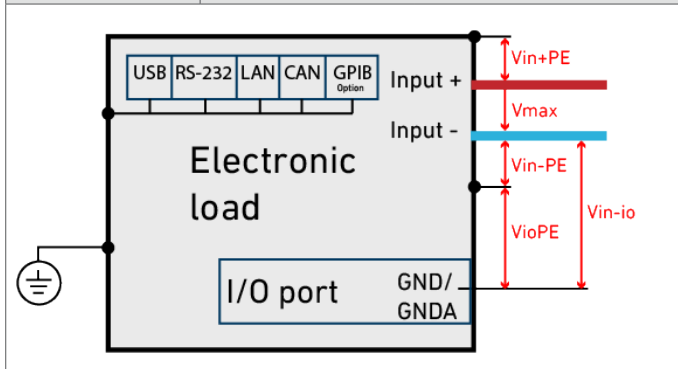 USB RS-232 LAN CAN GPIB
Option
Vin+PE
Input +
Vmax
Input -
Electronic
load
Vin-PE
Vin-io
VioPE
I/O port
GND/
GNDA